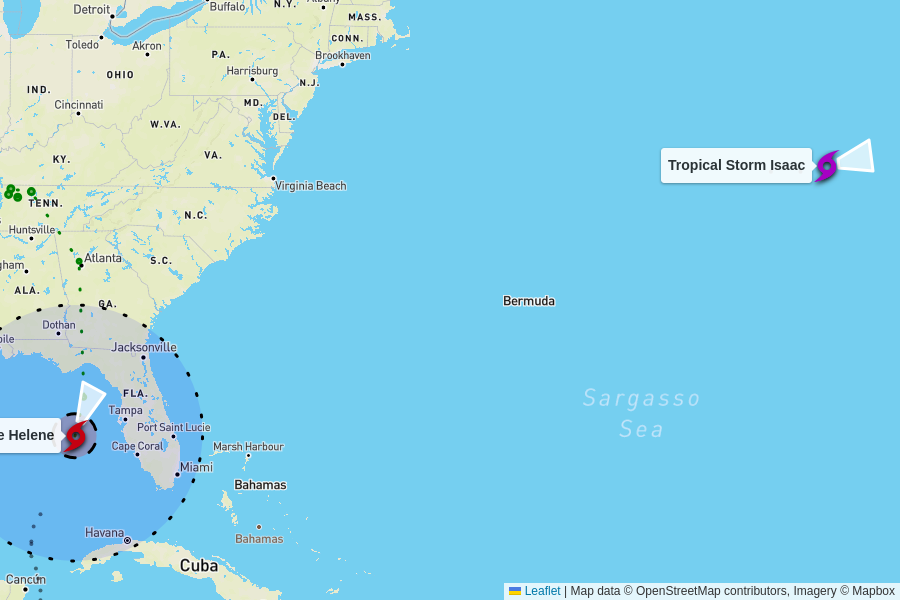 Detroit
Buffalo
N.Y.
Albany
MASS.
Toledo
Akron
CONN.
Brookhaven
PA.
OHIO
Harrisburg
N.J.
IND.
Cincinnati
MD.
DEL.
W.VA.
VA.
KY.
Tropical Storm Isaac
Virginia Beach
TENN.
N.C.
Huntsville
Atlanta
S.C.
gham
ALA.
GA.
Bermuda
Dothan
bile
Jacksonville
FLA.
Sargasso
Sea
Tampa
e Helene
Port Saint Lucie
Cape Coral
Marsh Harbour
Miami
Bahamas
Havana
Bahamas
Cuba
Cancún
Leaflet | Map data © OpenStreetMap contributors, Imagery © Mapbox